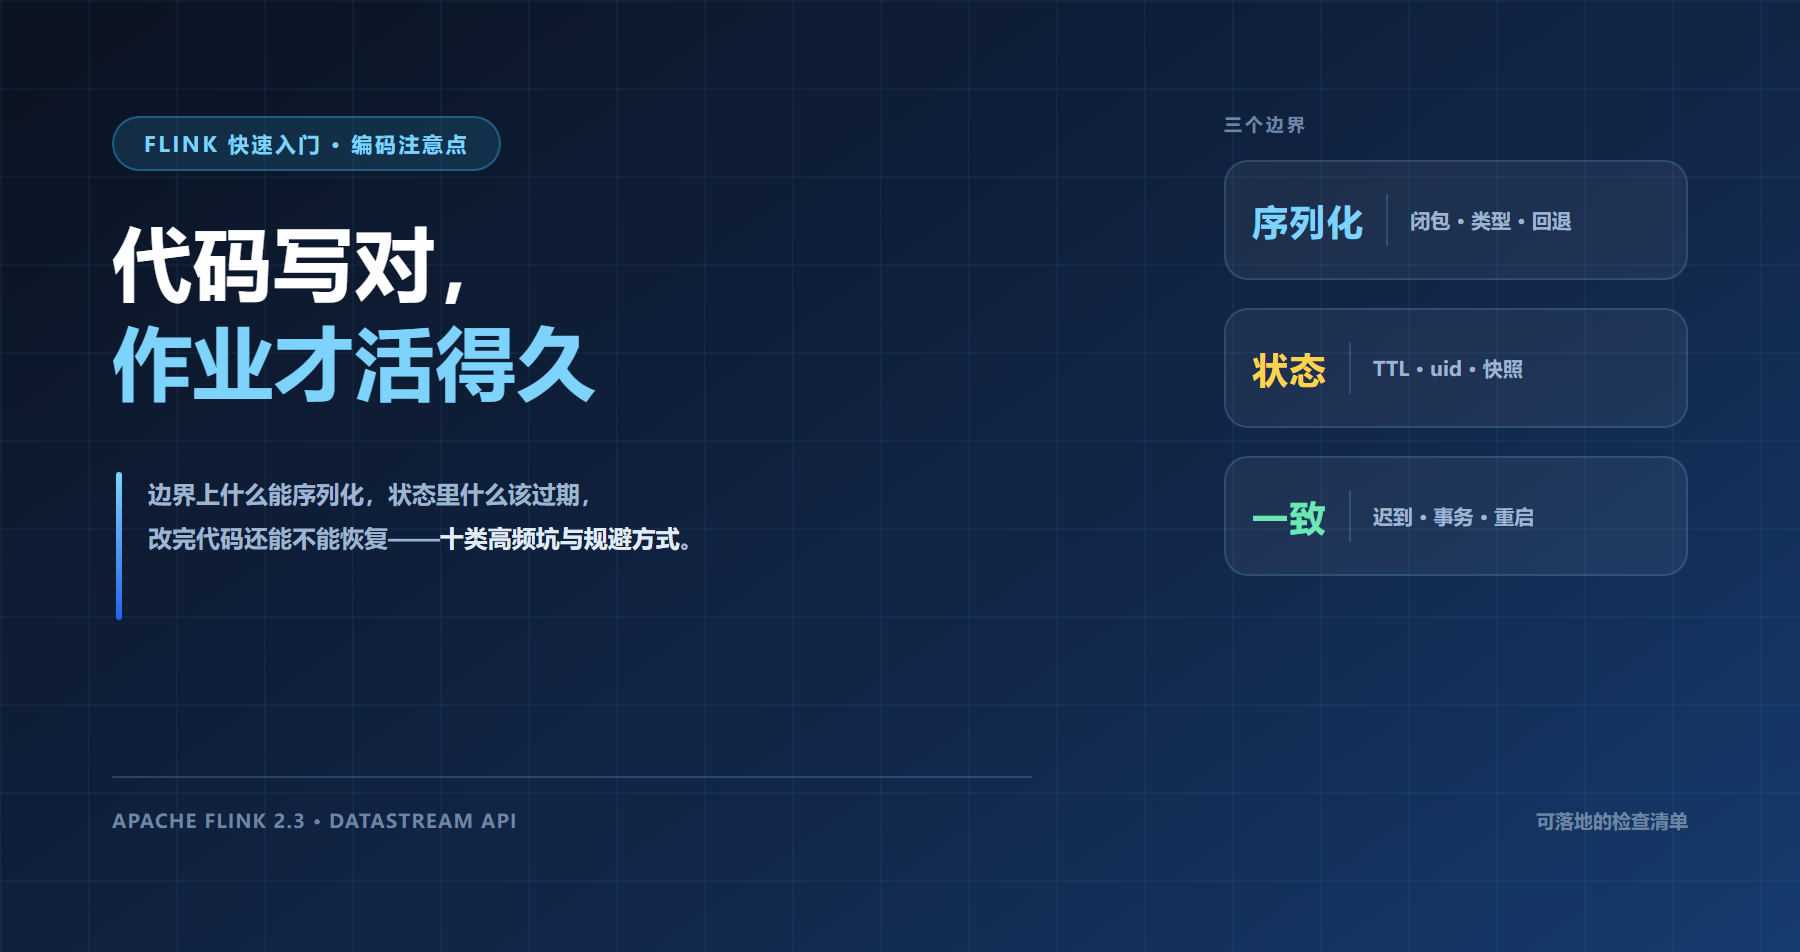 FLINK 快速入门 • 编码注意点
代码写对，
作业才活得久
边界上什么能序列化，状态里什么该过期，
改完代码还能不能恢复——十类高频坑与规避方式。
三个边界
序列化
闭包 • 类型 • 回退
状态
TTL • uid • 快照
一致
迟到 • 事务 • 重启
APACHE FLINK 2.3 • DATASTREAM API
可落地的检查清单